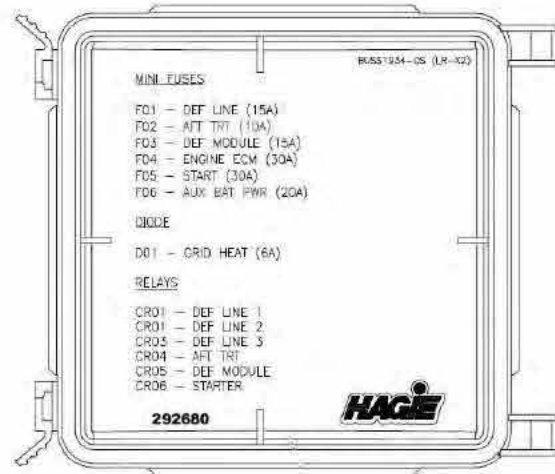 BUSS1934-CS (LR-X2)
MINI FUSES
F01 – DEF LINE (15A)
F02 – AFT TRT (10A)
F03 – DEF MODULE (15A)
F04 – ENGINE ECM (30A)
F05 – START (30A)
F06 – AUX BAT PWR (20A)
DIODE
D01 – GRID HEAT (6A)
RELAYS
CR01 – DEF LINE 1
CR01 – DEF LINE 2
CR03 – DEF LINE 3
CR04 – AFT TRT
CR05 – DEF MODULE
CR06 – STARTER
292680
HAGIE